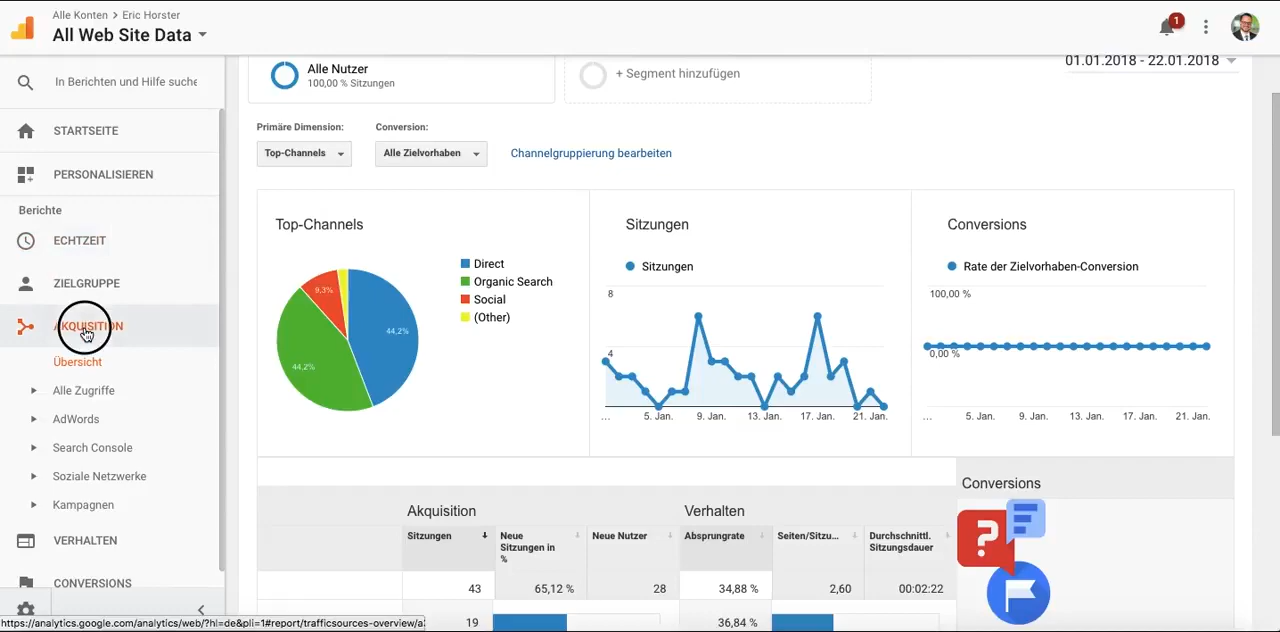 Alle Konten > Eric Horster
All Web Site Data
1
In Berichten und Hilfe suche
STARTSEITE
PERSONALISIEREN
Berichte
ECHTZEIT
ZIELGRUPPE
AKQUISITION
Übersicht
Alle Zugriffe
AdWords
Search Console
Soziale Netzwerke
Kampagnen
VERHALTEN
CONVERSIONS
https://analytics.google.com/analytics/web/?hl=de&pli=1#report/trafficsources-overview/a
Alle Nutzer
100,00 % Sitzungen
+ Segment hinzufügen
01.01.2018 - 22.01.2018
Primäre Dimension:
Conversion:
Top-Channels
Alle Zielvorhaben
Channelgruppierung bearbeiten
Top-Channels
Direct
Organic Search
Social
(Other)
9,3%
44,2%
44,2%
Sitzungen
Sitzungen
8
4
... 5. Jan. 9. Jan. 13. Jan. 17. Jan. 21. Jan.
Conversions
Rate der Zielvorhaben-Conversion
100,00 %
0,00 %
... 5. Jan. 9. Jan. 13. Jan. 17. Jan. 21. Jan.
Akquisition Verhalten Conversions
Sitzungen
Neue
Sitzungen in
%
Neue Nutzer
Absprungrate
Seiten/Sitzu...
Durchschnittl.
Sitzungsdauer
43 65,12 % 28 34,88 % 2,60 00:02:22
19 36,84 %
?